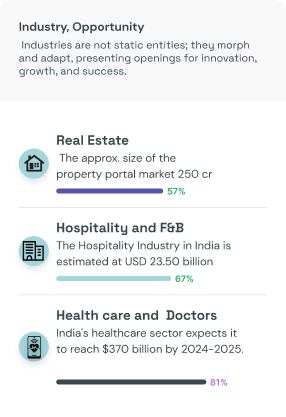 Industry, Opportunity
Industries are not static entities; they morph
and adapt, presenting openings for innovation,
growth, and success.
Real Estate
The approx. size of the
property portal market 250 cr
57%
Hospitality and F&B
The Hospitality Industry in India is
estimated at USD 23.50 billion
67%
Health care and Doctors
India's healthcare sector expects it
to reach $370 billion by 2024-2025.
81%